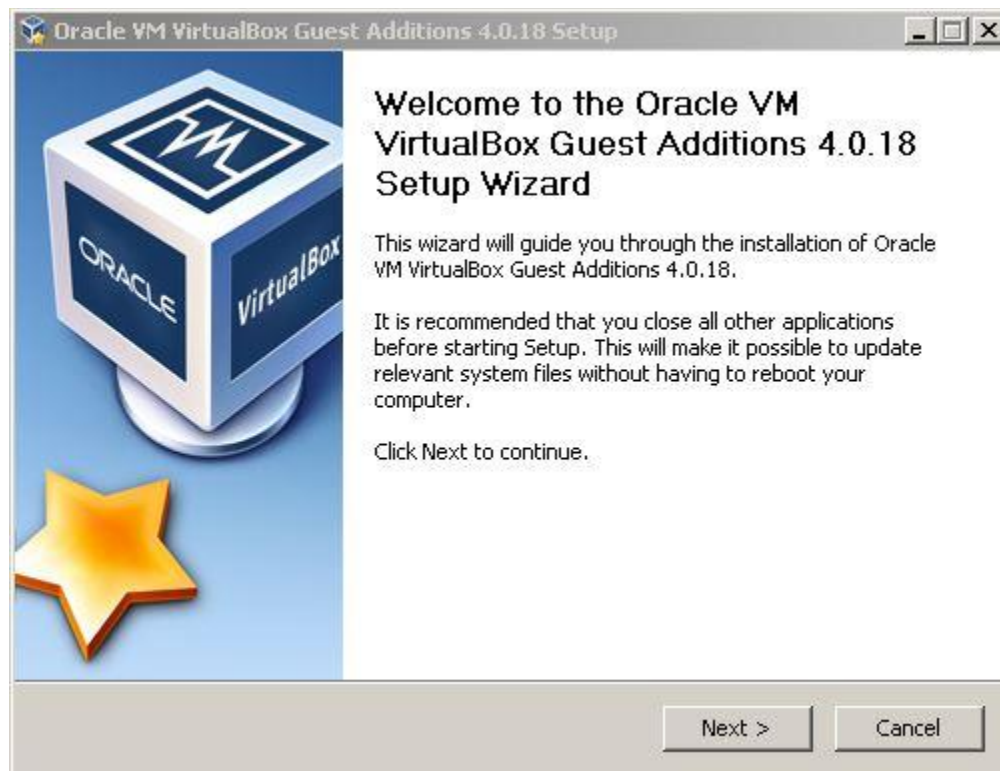 Oracle VM VirtualBox Guest Additions 4.0.18 Setup
Welcome to the Oracle VM
VirtualBox Guest Additions 4.0.18
Setup Wizard
This wizard will guide you through the installation of Oracle
VM VirtualBox Guest Additions 4.0.18.
It is recommended that you close all other applications
before starting Setup. This will make it possible to update
relevant system files without having to reboot your
computer.
Click Next to continue.
ORACLE
VirtualBox
Next >
Cancel